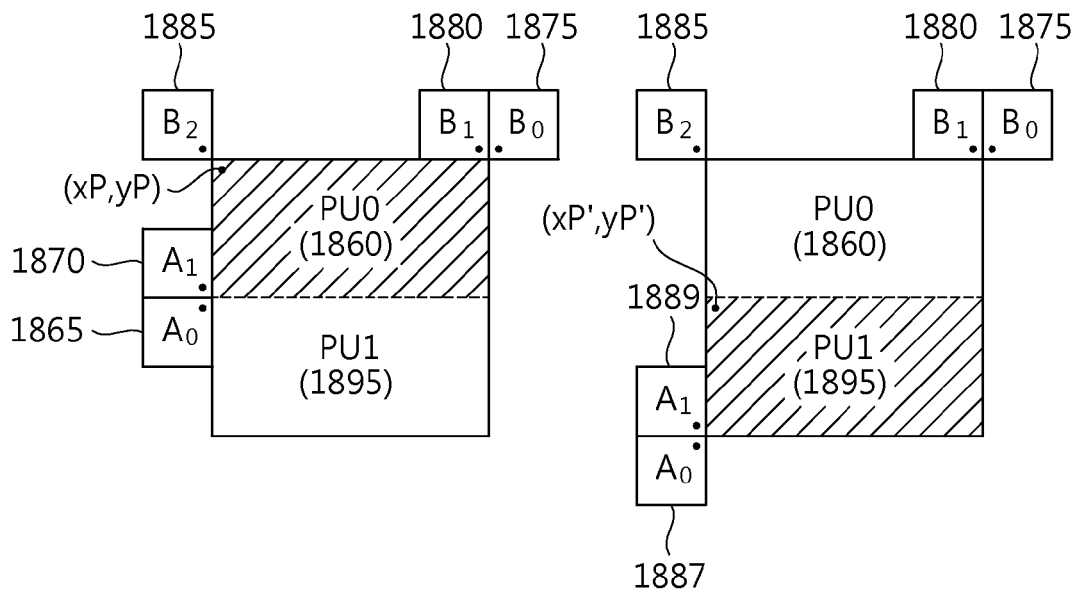 1885
1880
1875
B2
B1
B0
(xP,yP)
PU0
(1860)
1870
A1
1865
A0
PU1
(1895)
1885
1880
1875
B2
B1
B0
(xP',yP')
PU0
(1860)
1889
PU1
(1895)
A1
A0
1887